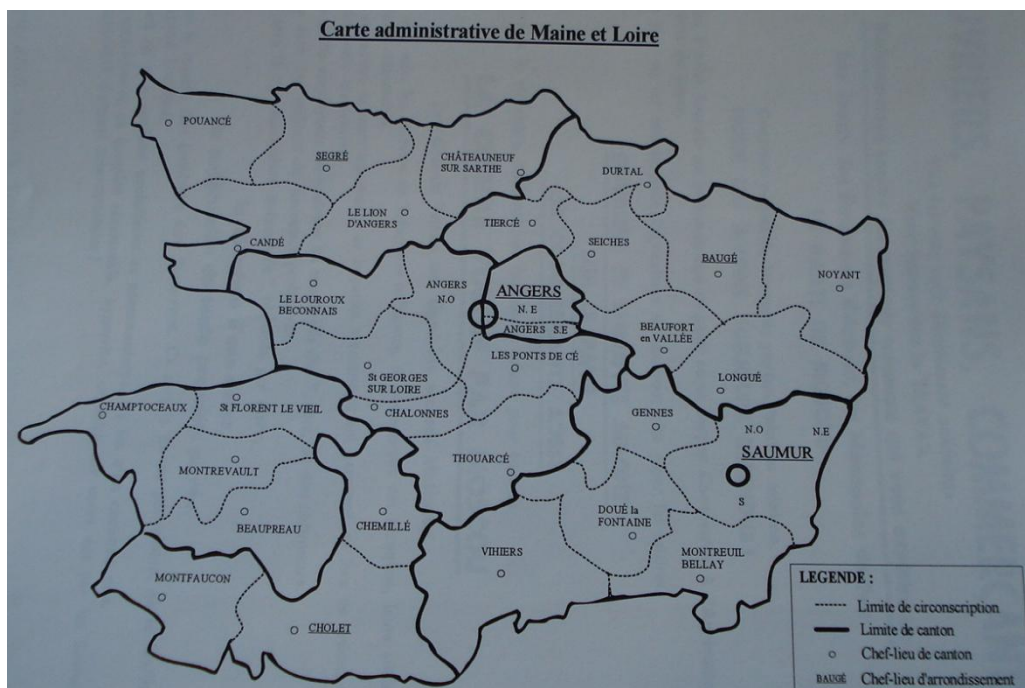 Carte administrative de Maine et Loire
POUANCÉ
SEGRÉ
CHÂTEAUNEUF
SUR SARTHE
DURTAL
LE LION
D'ANGERS
TIERCÉ
CANDÉ
SEICHES
BAUGÉ
NOYANT
LE LOUROUX
BECONNAIS
ANGERS
N.O
ANGERS
N. E
ANGERS S.E
BEAUFORT
en VALLÉE
LES PONTS DE CÉ
St GEORGES
SUR LOIRE
LONGUÉ
CHAMPTOCEAUX
St FLORENT LE VIEIL
CHALONNES
GENNES
N.O
N.E
SAUMUR
S
MONTREVAULT
THOUARCÉ
BEAUPREAU
CHEMILLÉ
DOUÉ la
FONTAINE
VIHIERS
MONTREUIL
BELLAY
MONTFAUCON
CHOLET
LEGENDE :
Limite de circonscription
Limite de canton
Chef-lieu de canton
BAUGÉ Chef-lieu d'arrondissement